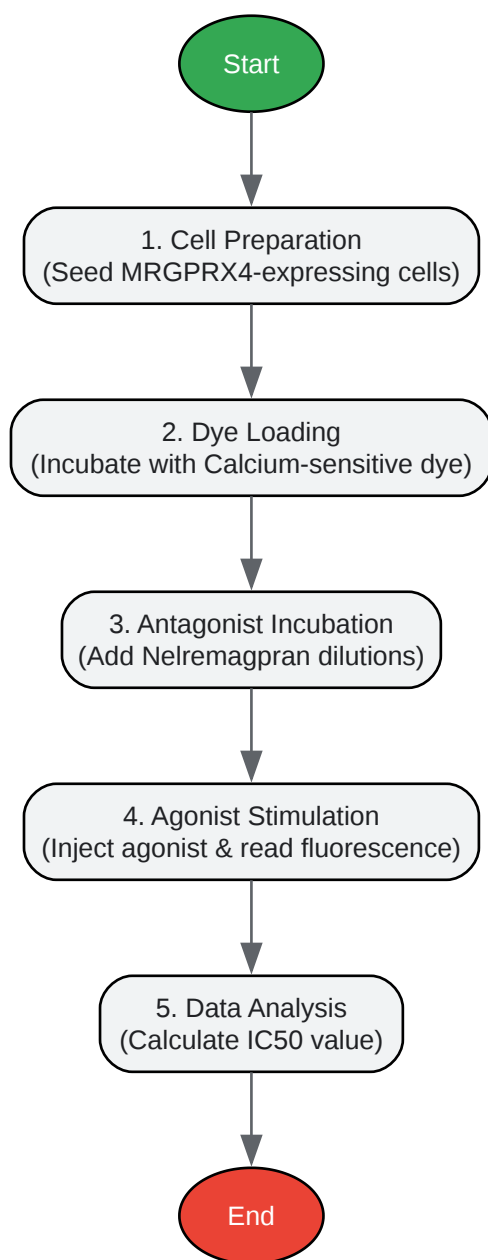 Start
1. Cell Preparation
(Seed MRGPRX4-expressing cells)
2. Dye Loading
(Incubate with Calcium-sensitive dye)
3. Antagonist Incubation
(Add Nelremagpran dilutions)
4. Agonist Stimulation
(Inject agonist & read fluorescence)
5. Data Analysis
(Calculate IC50 value)
End